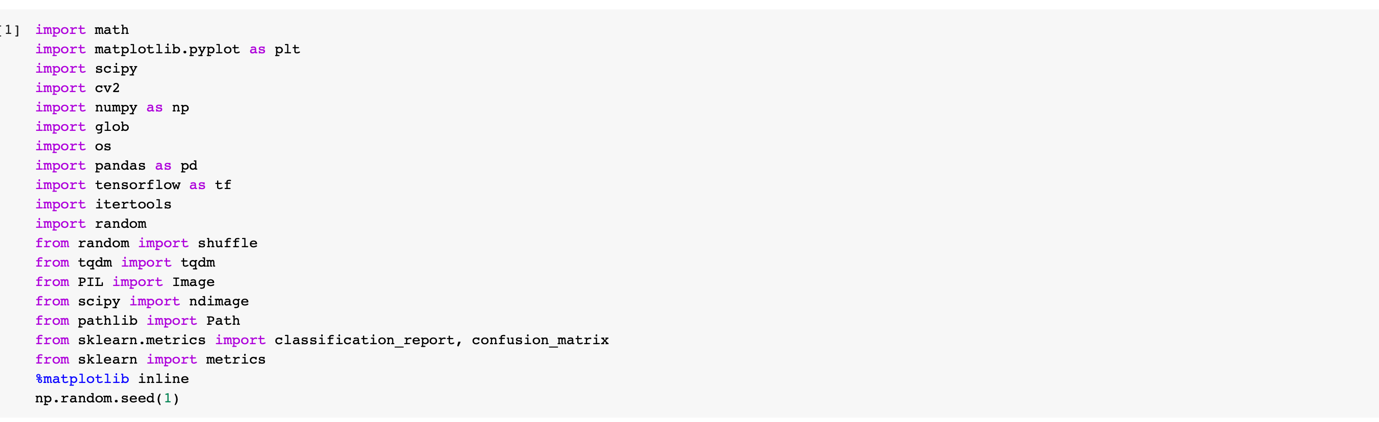 [1] import math
import matplotlib.pyplot as plt
import scipy
import cv2
import numpy as np
import glob
import os
import pandas as pd
import tensorflow as tf
import itertools
import random
from random import shuffle
from tqdm import tqdm
from PIL import Image
from scipy import ndimage
from pathlib import Path
from sklearn.metrics import classification_report, confusion_matrix
from sklearn import metrics
%matplotlib inline
np.random.seed(1)